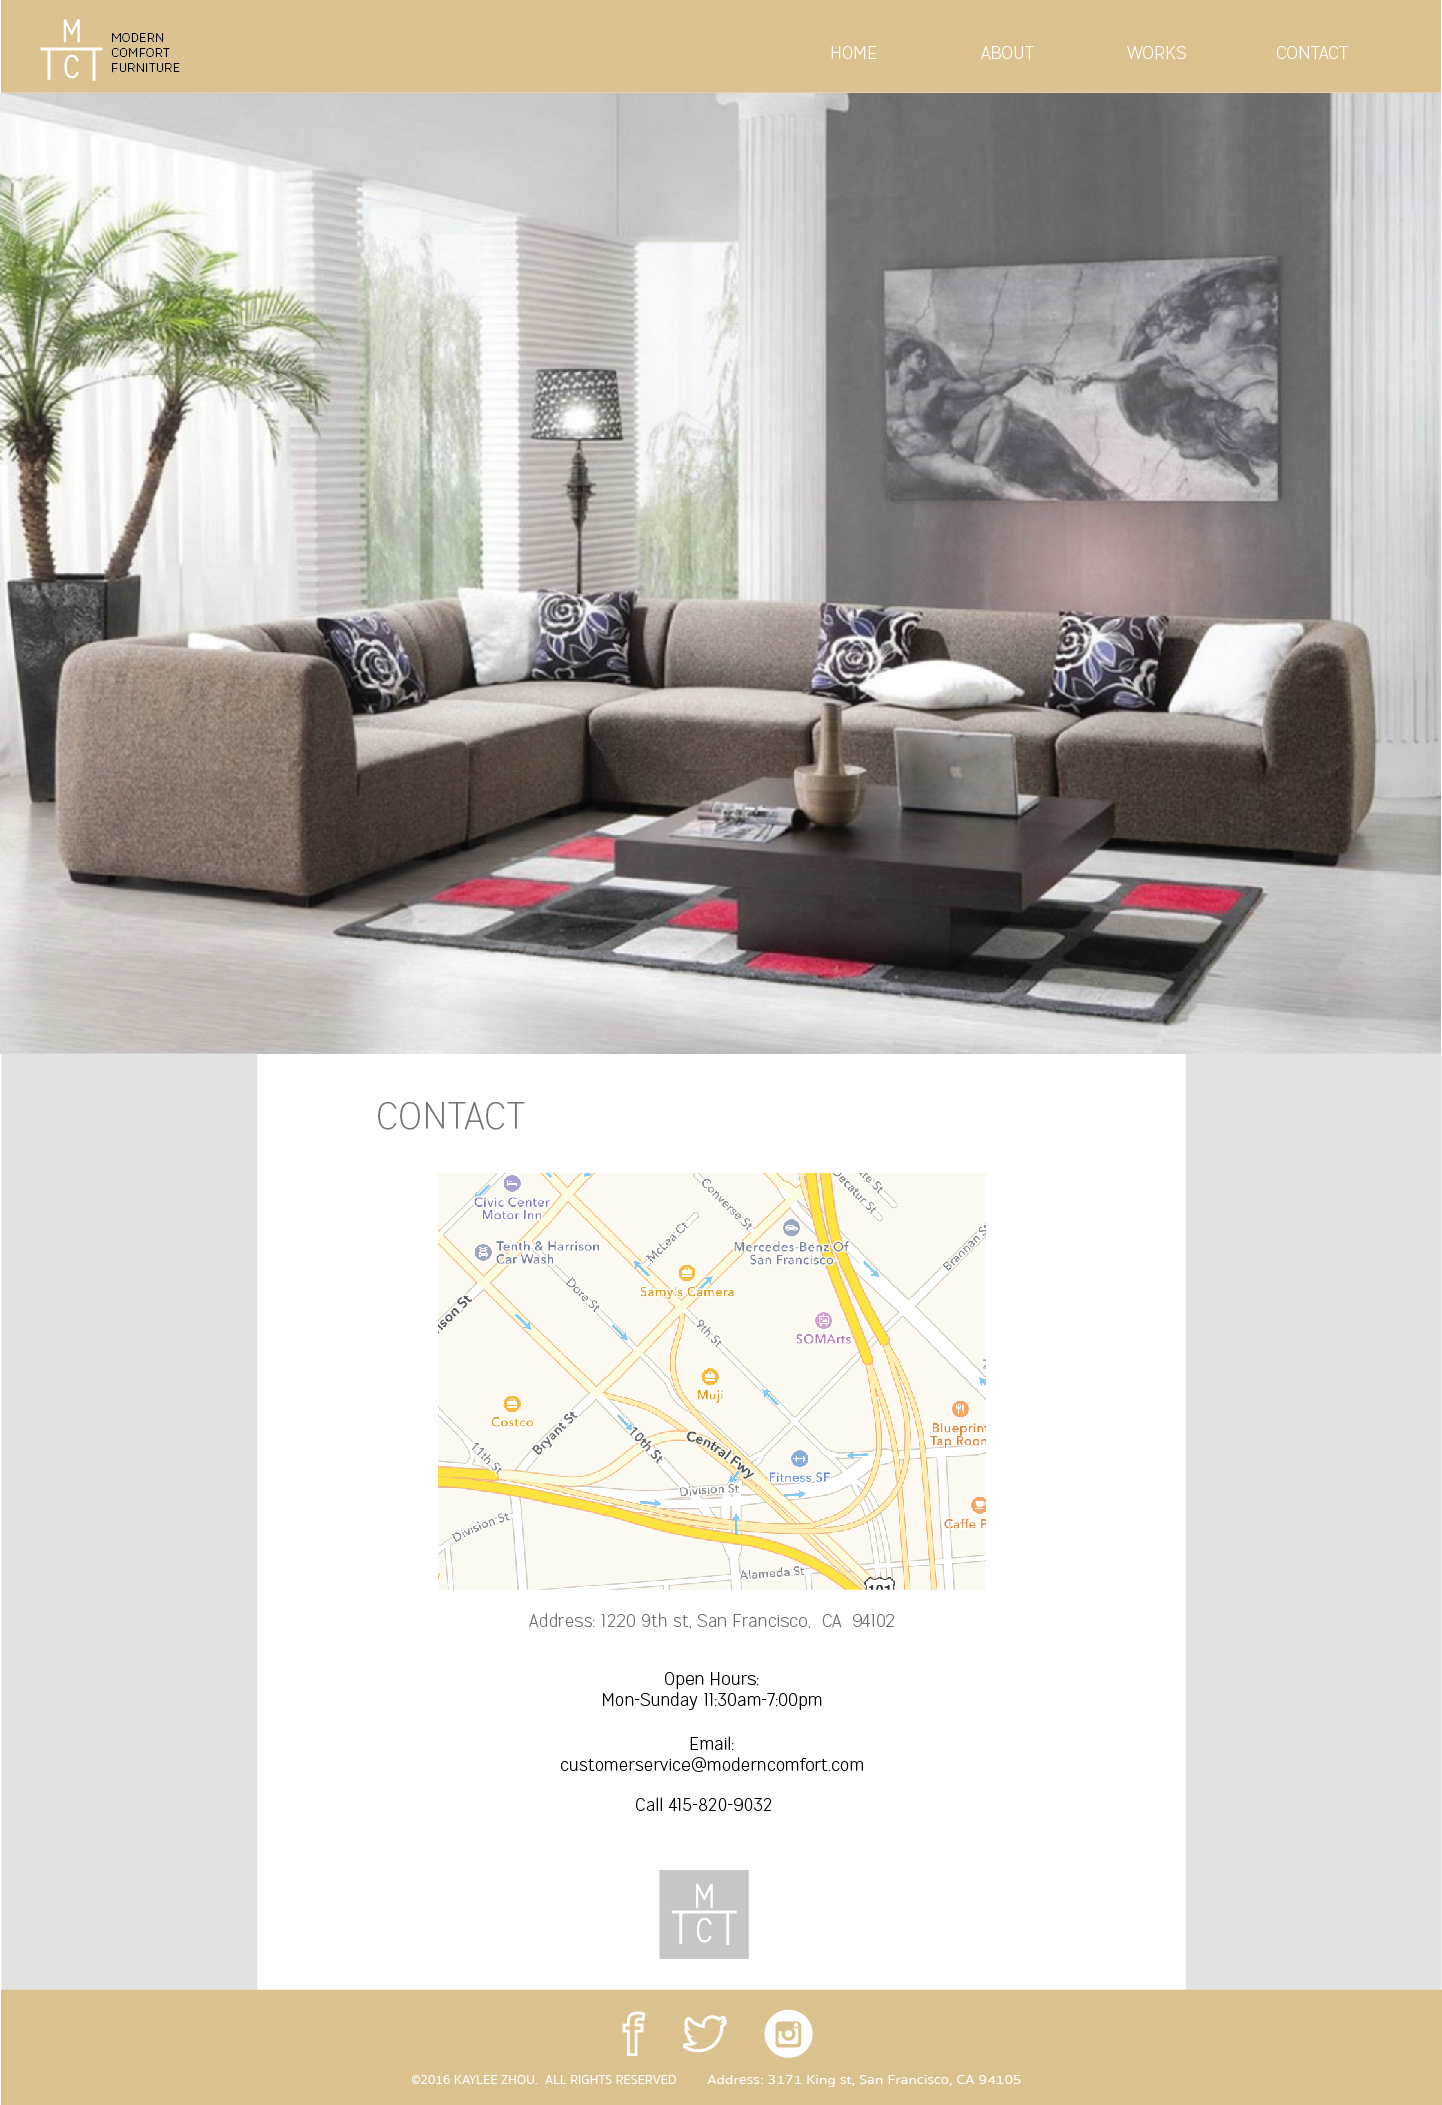 M
TCT
MODERN
COMFORT
FURNITURE
HOME
ABOUT
WORKS
CONTACT
CONTACT
Civic Center
Motor Inn
Tenth & Harrison
Car Wash
Converse St
Decatur St
McLea Ct
Mercedes-Benz Of
San Francisco
Brannan St
Dore St
Samy's Camera
9th St
SOMArts
Muji
Costco
Bryant St
10th St
11th St
Central Fwy
Blueprint
Tap Room
Fitness SF
Division St
Division St
Caffe
Alameda St
101
Address: 1220 9th st, San Francisco, CA 94102
Open Hours:
Mon-Sunday 11:30am-7:00pm
Email:
customerservice@moderncomfort.com
Call 415-820-9032
M
TCT
©2016 KAYLEE ZHOU. ALL RIGHTS RESERVED
Address: 3171 King st, San Francisco, CA 94105